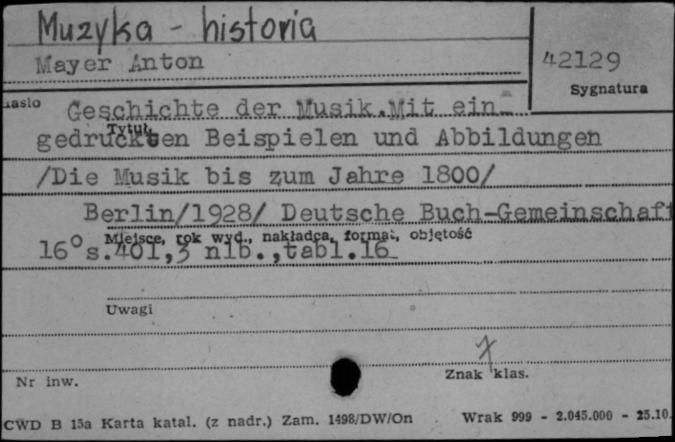 Muzyka - historia
Mayer Anton
42129
Sygnatura
Hasło
Geschichte der Musik.Mit ein-
Tytuł
gedruckten Beispielen und Abbildungen
/Die Musik bis zum Jahre 1800/
Berlin/1928/ Deutsche Buch-Gemeinschaft
Miejsce, rok wyd., nakładca, format, objętość
16° s.401,3 nlb.,tabl.16
Uwagi
Nr inw.
Znak klas.
CWD B 15a Karta katal. (z nadr.) Zam. 1498/DW/On
Wrak 999 - 2.045.000 - 25.10.